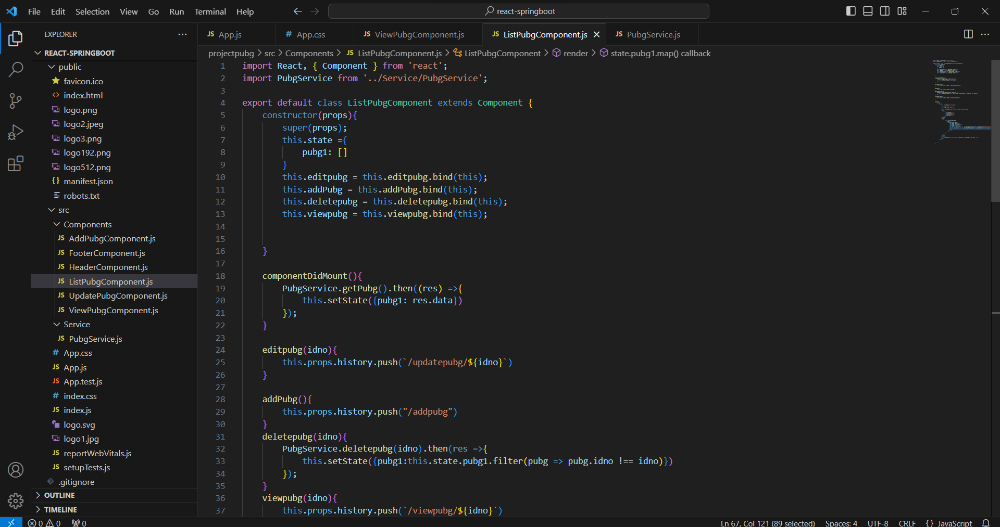 File Edit Selection View Go Run Terminal Help react-springboot
EXPLORER
REACT-SPRINGBOOT
public
favicon.ico
index.html
logo.png
logo2.jpeg
logo3.png
logo192.png
logo512.png
manifest.json
robots.txt
src
Components
AddPubgComponent.js
FooterComponent.js
HeaderComponent.js
ListPubgComponent.js
UpdatePubgComponent.js
ViewPubgComponent.js
Service
PubgService.js
App.css
App.js
App.test.js
index.css
index.js
logo.svg
logo1.jpg
reportWebVitals.js
setupTests.js
.gitignore
OUTLINE
TIMELINE
JS App.js # App.css JS ViewPubgComponent.js JS ListPubgComponent.js JS PubgService.js
projectpubg > src > Components > JS ListPubgComponent.js > ListPubgComponent > render > state.pubg1.map() callback
1 import React, { Component } from 'react';
2 import PubgService from '../Service/PubgService';
3
4 export default class ListPubgComponent extends Component {
5 constructor(props){
6 super(props);
7 this.state ={
8 pubg1: []
9 }
10 this.editpubg = this.editpubg.bind(this);
11 this.addPubg = this.addPubg.bind(this);
12 this.deletepubg = this.deletepubg.bind(this);
13 this.viewpubg = this.viewpubg.bind(this);
14
15
16 }
17
18 componentDidMount(){
19 PubgService.getPubg().then((res) =>{
20 this.setState({pubg1: res.data})
21 });
22 }
23
24 editpubg(idno){
25 this.props.history.push(`/updatepubg/${idno}`)
26 }
27
28 addPubg(){
29 this.props.history.push("/addpubg")
30 }
31 deletepubg(idno){
32 PubgService.deletepubg(idno).then(res =>{
33 this.setState({pubg1:this.state.pubg1.filter(pubg => pubg.idno !== idno)})
34 });
35 }
36 viewpubg(idno){
37 this.props.history.push(`/viewpubg/${idno}`)
0 0 0 Ln 67, Col 121 (89 selected) Spaces: 4 UTF-8 CRLF {} JavaScript